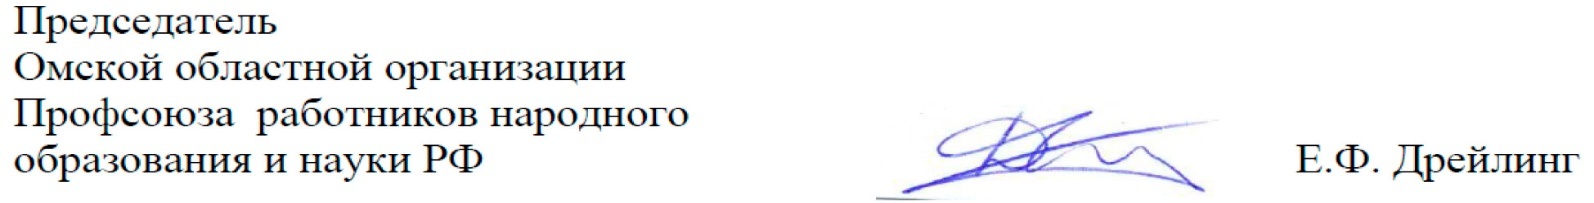 Председатель
Омской областной организации
Профсоюза работников народного
образования и науки РФ Е.Ф. Дрейлинг